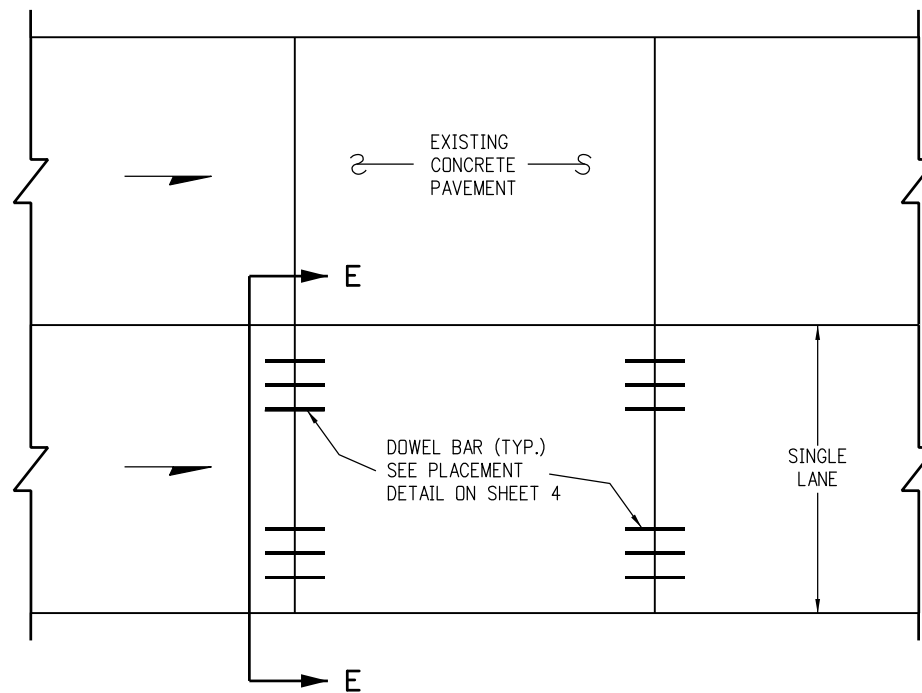 EXISTING
CONCRETE
PAVEMENT
E
DOWEL BAR (TYP.)
SEE PLACEMENT
DETAIL ON SHEET 4
SINGLE
LANE
E